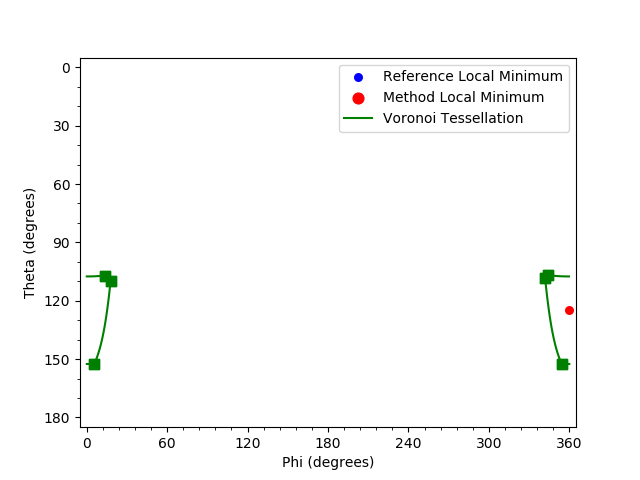 Reference Local Minimum
Method Local Minimum
Voronoi Tessellation
Theta (degrees)
0
30
60
90
120
150
180
0
60
120
180
240
300
360
Phi (degrees)